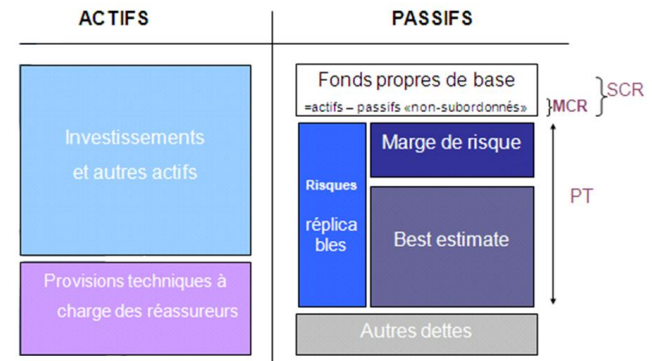 ACTIFS
PASSIFS
Investissements
et autres actifs
Provisions techniques à
charge des réassureurs
Fonds propres de base
=actifs – passifs «non-subordonnés»
MCR
SCR
Risques
réplica
bles
Marge de risque
Best estimate
PT
Autres dettes